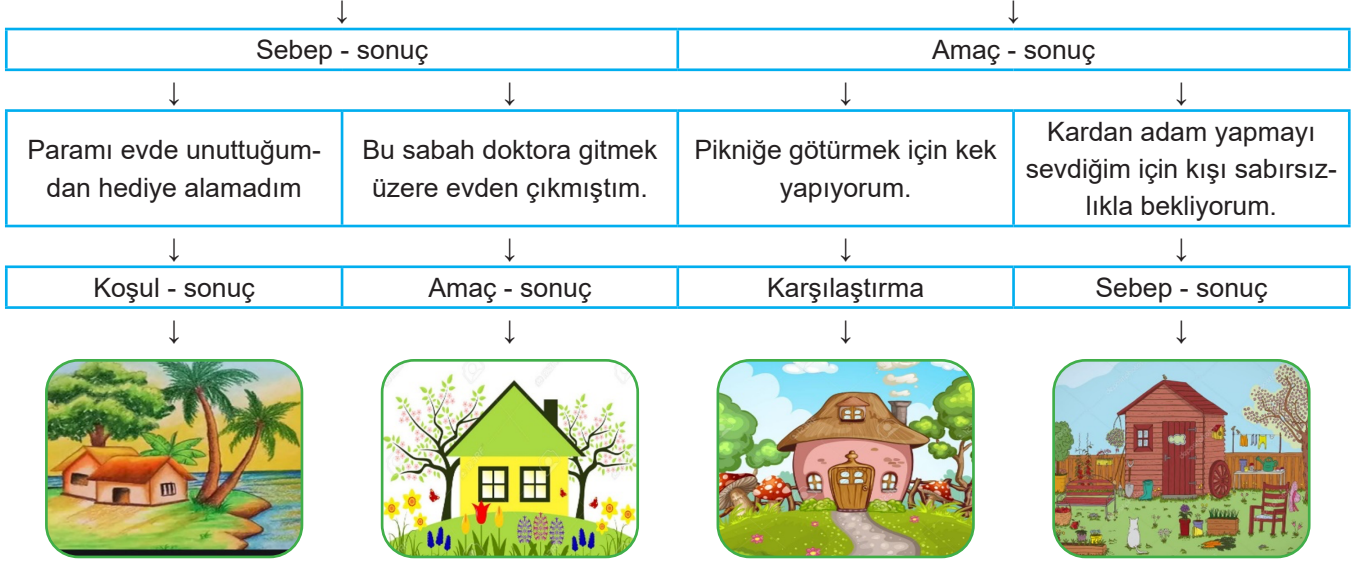 Sebep - sonuç
Amaç - sonuç
Paramı evde unuttuğum-
dan hediye alamadım
Bu sabah doktora gitmek
üzere evden çıkmıştım.
Pikniğe götürmek için kek
yapıyorum.
Kardan adam yapmayı
sevdiğim için kışı sabırsız-
lıkla bekliyorum.
Koşul - sonuç
Amaç - sonuç
Karşılaştırma
Sebep - sonuç